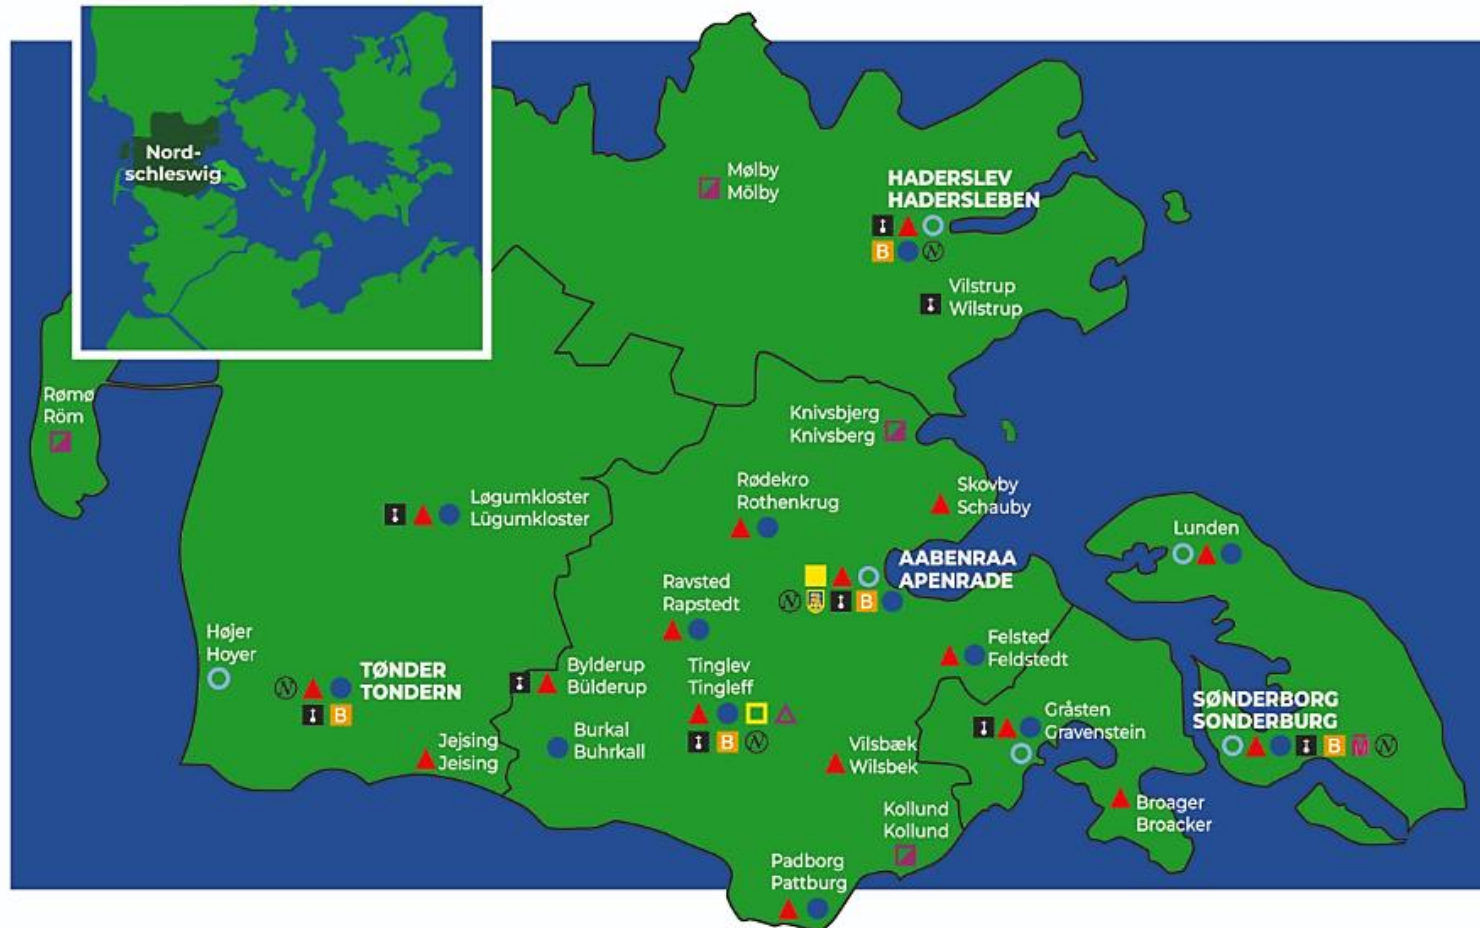 Nord-
schleswig
Mølby
Mölby
HADERSLEV
HADERSLEBEN
B
N
Vilstrup
Wilstrup
Rømø
Röm
Knivsbjerg
Knivsberg
Rødekro
Rothenkrug
Skovby
Schauby
Løgumkloster
Lügumkloster
Lunden
AABENRAA
APENRADE
N
B
Ravsted
Rapstedt
Højer
Hoyer
Felsted
Feldstedt
TØNDER
TONDERN
N
B
Bylderup
Bülderup
Tinglev
Tingleff
B
N
SØNDERBORG
SONDERBURG
B M N
Gråsten
Gravenstein
Burkal
Buhrkall
Jejsing
Jeising
Vilsbæk
Wilsbek
Broager
Broacker
Kollund
Kollund
Padborg
Pattburg